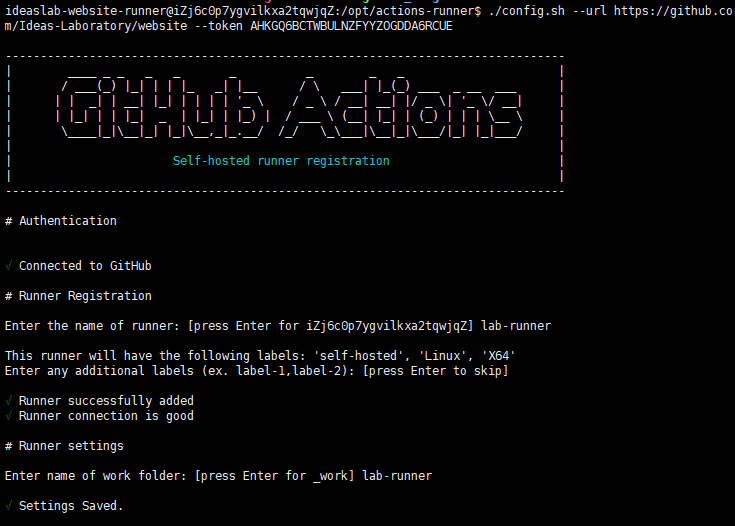 ideaslab-website-runner@iZj6c0p7ygvilkxa2tqwjqZ:/opt/actions-runner$ ./config.sh --url https://github.co
m/Ideas-Laboratory/website --token AHKGQ6BCTWBULNZFYYZOGDDA6RCUE
GitHub Actions
Self-hosted runner registration
# Authentication
√ Connected to GitHub
# Runner Registration
Enter the name of runner: [press Enter for iZj6c0p7ygvilkxa2tqwjqZ] lab-runner
This runner will have the following labels: 'self-hosted', 'Linux', 'X64'
Enter any additional labels (ex. label-1,label-2): [press Enter to skip]
√ Runner successfully added
√ Runner connection is good
# Runner settings
Enter name of work folder: [press Enter for _work] lab-runner
√ Settings Saved.